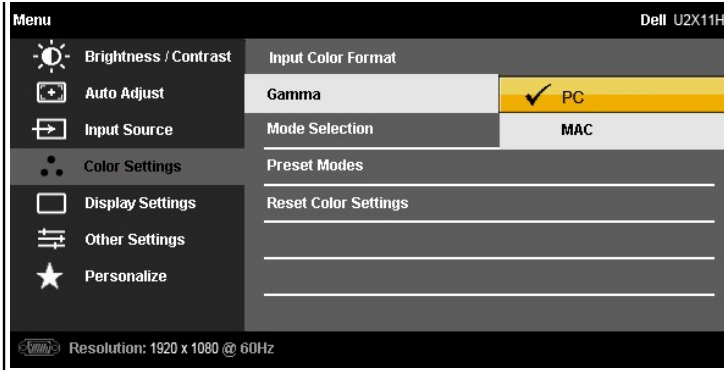 Menu
Dell U2X11H
Brightness / Contrast
Auto Adjust
Input Source
Color Settings
Display Settings
Other Settings
Personalize
Input Color Format
Gamma
Mode Selection
Preset Modes
Reset Color Settings
PC
MAC
Resolution: 1920 x 1080 @ 60Hz